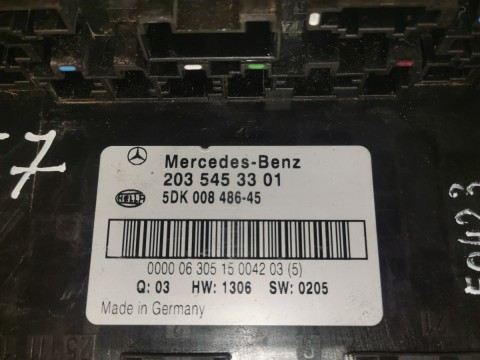 Mercedes-Benz
203 545 33 01
HELLA
5DK 008 486-45
0000 06 305 15 0042 03 (5)
Q: 03 HW: 1306 SW: 0205
Made in Germany